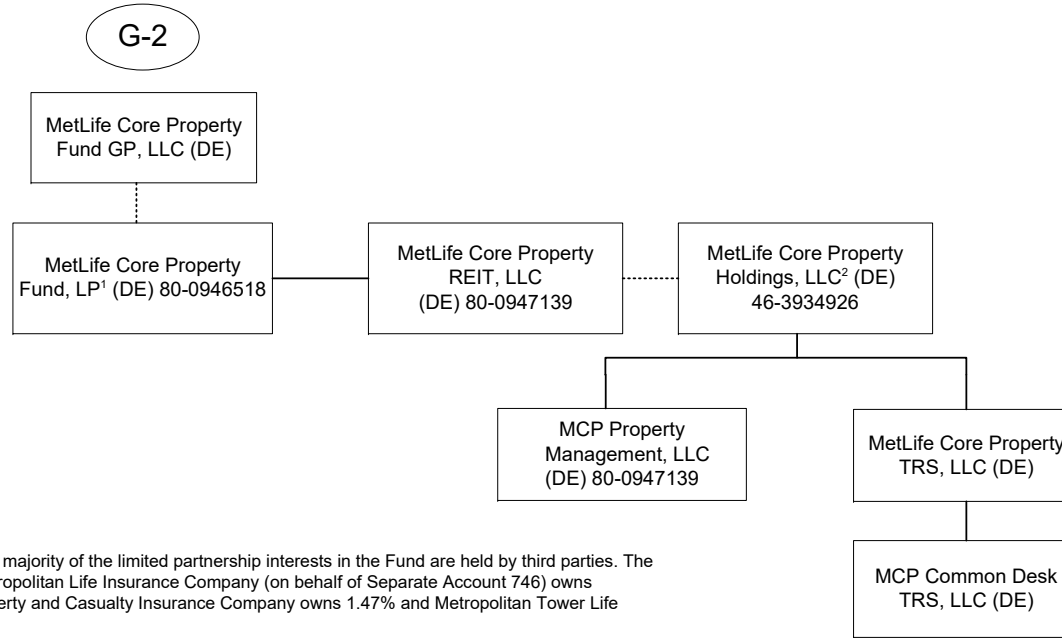 G-2
MetLife Core Property
Fund GP, LLC (DE)
MetLife Core Property
Fund, LP¹ (DE) 80-0946518
MetLife Core Property
REIT, LLC
(DE) 80-0947139
MetLife Core Property
Holdings, LLC² (DE)
46-3934926
MCP Property
Management, LLC
(DE) 80-0947139
MetLife Core Property
TRS, LLC (DE)
MCP Common Desk
TRS, LLC (DE)
majority of the limited partnership interests in the Fund are held by third parties. The
ropolitan Life Insurance Company (on behalf of Separate Account 746) owns
erty and Casualty Insurance Company owns 1.47% and Metropolitan Tower Life